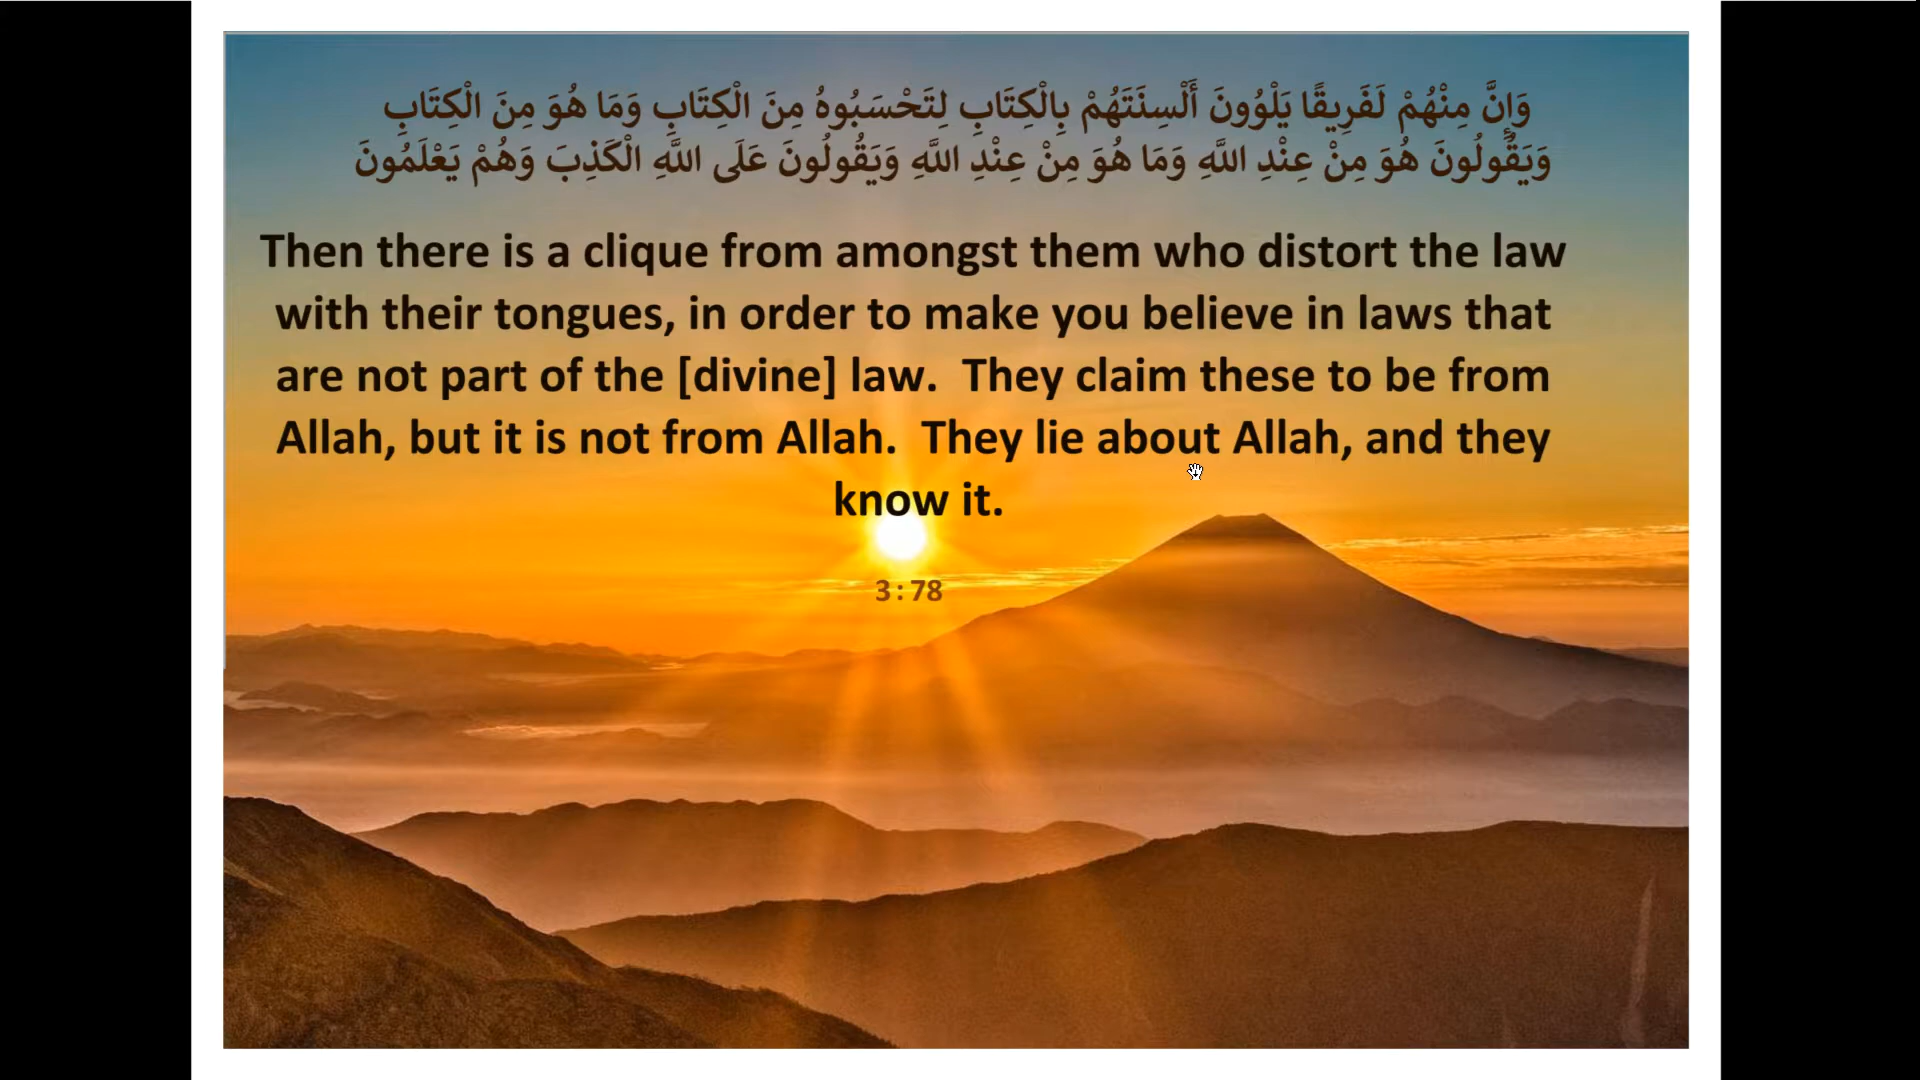 وَإِنَّ مِنْهُمْ لَفَرِيقًا يَلْوُونَ أَلْسِنَتَهُمْ بِالْكِتَابِ لِتَحْسَبُوهُ مِنَ الْكِتَابِ وَمَا هُوَ مِنَ الْكِتَابِ
وَيَقُولُونَ هُوَ مِنْ عِنْدِ اللَّهِ وَمَا هُوَ مِنْ عِنْدِ اللَّهِ وَيَقُولُونَ عَلَى اللَّهِ الْكَذِبَ وَهُمْ يَعْلَمُونَ
Then there is a clique from amongst them who distort the law
with their tongues, in order to make you believe in laws that
are not part of the [divine] law.  They claim these to be from
Allah, but it is not from Allah.  They lie about Allah, and they
know it.
3 : 78